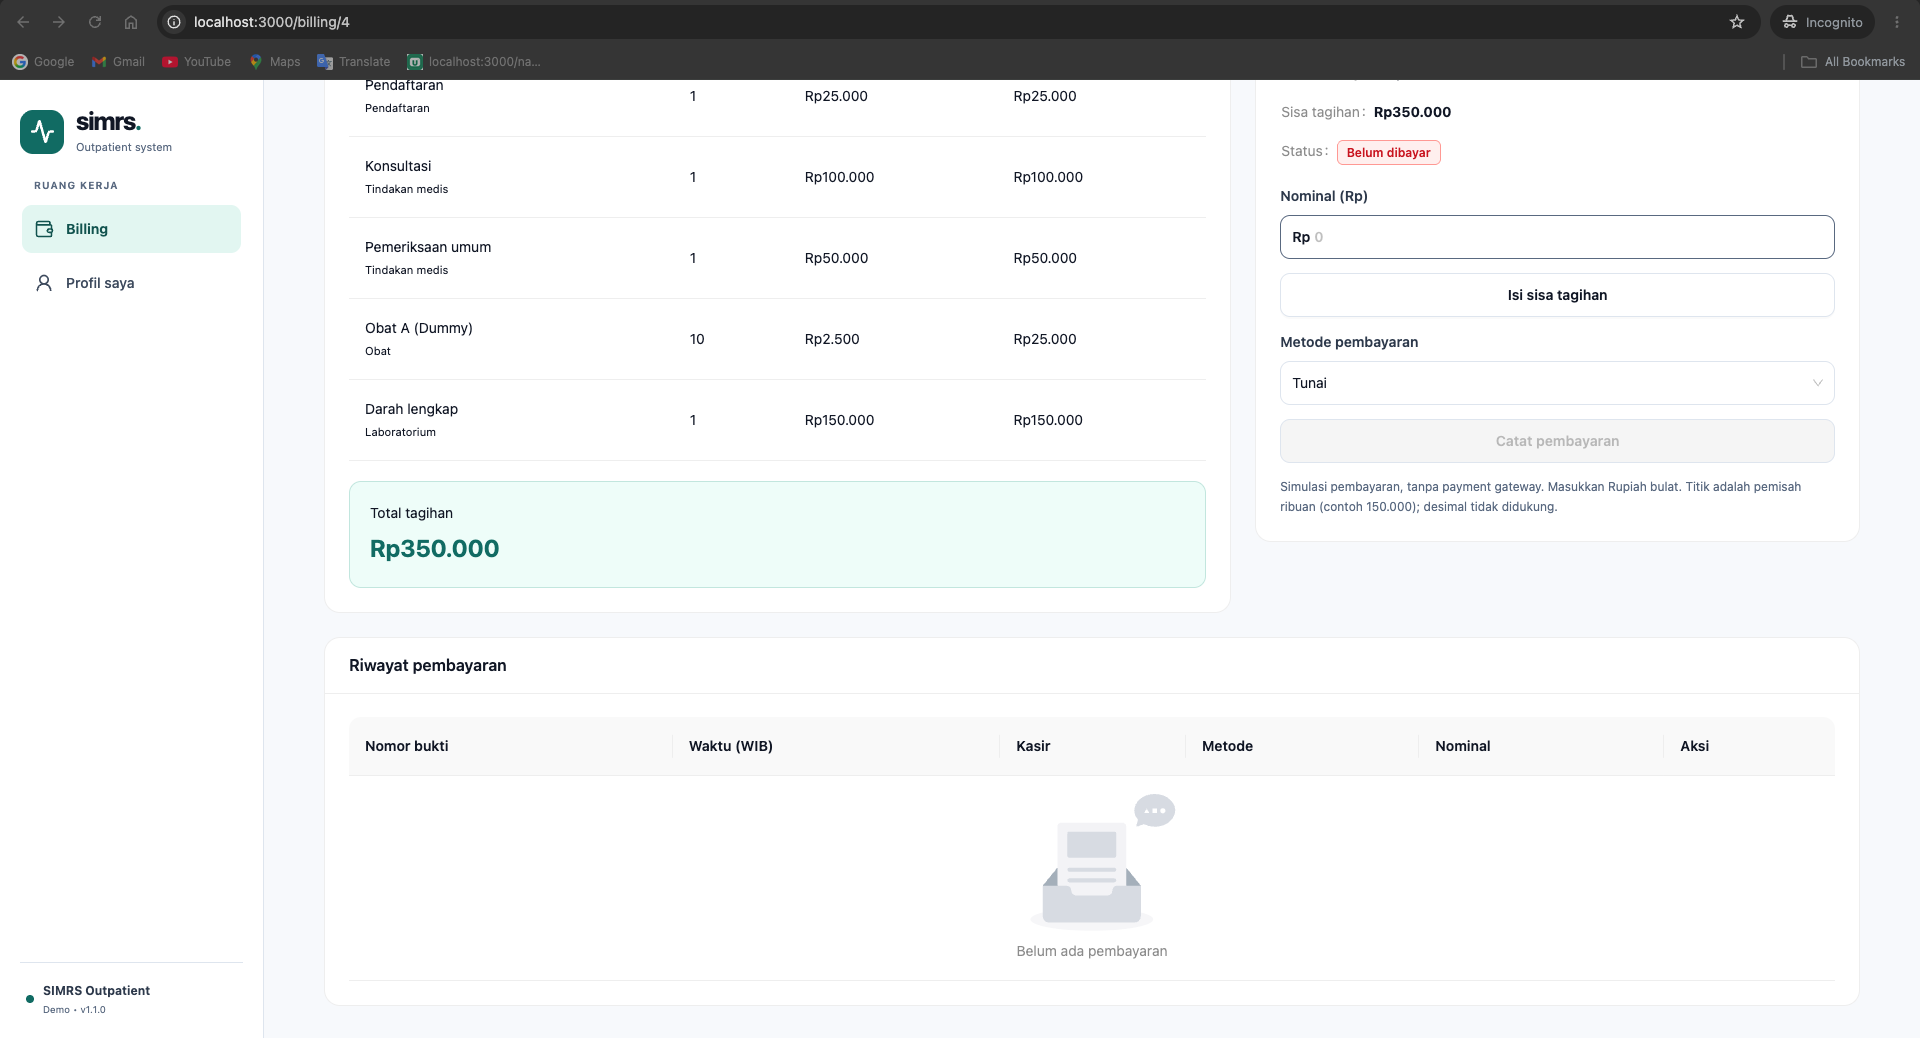 localhost:3000/billing/4
Incognito
Google
Gmail
YouTube
Maps
Translate
localhost:3000/na...
All Bookmarks
simrs.
Outpatient system
RUANG KERJA
Billing
Profil saya
SIMRS Outpatient
Demo • v1.1.0
Pendaftaran
Pendaftaran
1 Rp25.000 Rp25.000
Konsultasi
Tindakan medis
1 Rp100.000 Rp100.000
Pemeriksaan umum
Tindakan medis
1 Rp50.000 Rp50.000
Obat A (Dummy)
Obat
10 Rp2.500 Rp25.000
Darah lengkap
Laboratorium
1 Rp150.000 Rp150.000
Total tagihan
Rp350.000
Sisa tagihan: Rp350.000
Status: Belum dibayar
Nominal (Rp)
Rp 0
Isi sisa tagihan
Metode pembayaran
Tunai
Catat pembayaran
Simulasi pembayaran, tanpa payment gateway. Masukkan Rupiah bulat. Titik adalah pemisah
ribuan (contoh 150.000); desimal tidak didukung.
Riwayat pembayaran
Nomor bukti Waktu (WIB) Kasir Metode Nominal Aksi
Belum ada pembayaran